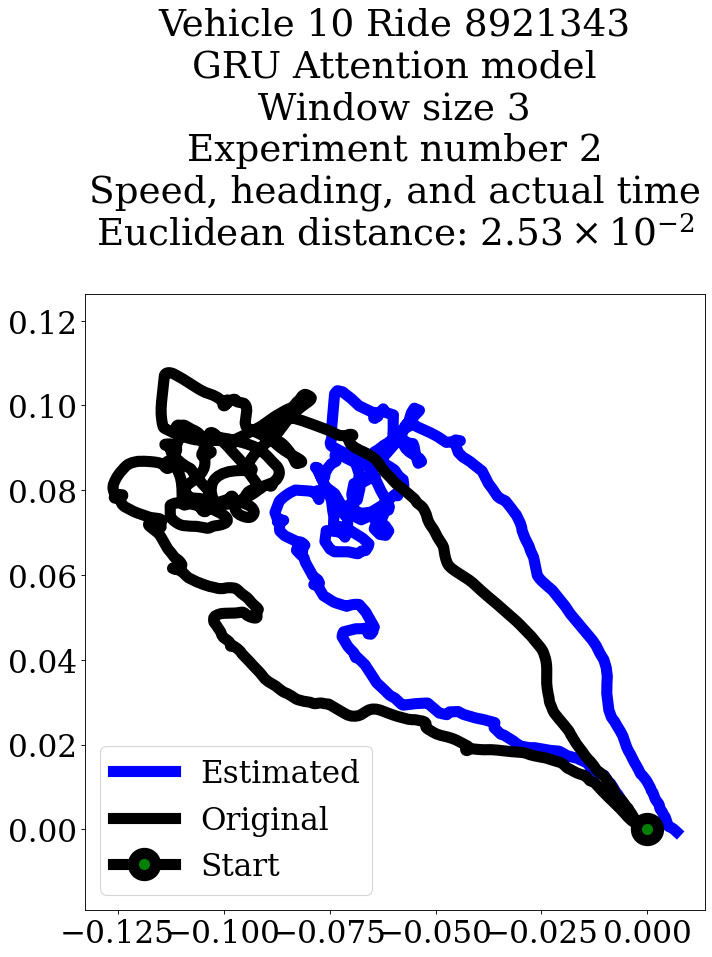 Vehicle 10 Ride 8921343
GRU Attention model
Window size 3
Experiment number 2
Speed, heading, and actual time
Euclidean distance: 2.53 × 10⁻²
0.12
0.10
0.08
0.06
0.04
0.02
0.00
Estimated
Original
Start
−0.125 −0.100 −0.075 −0.050 −0.025 0.000